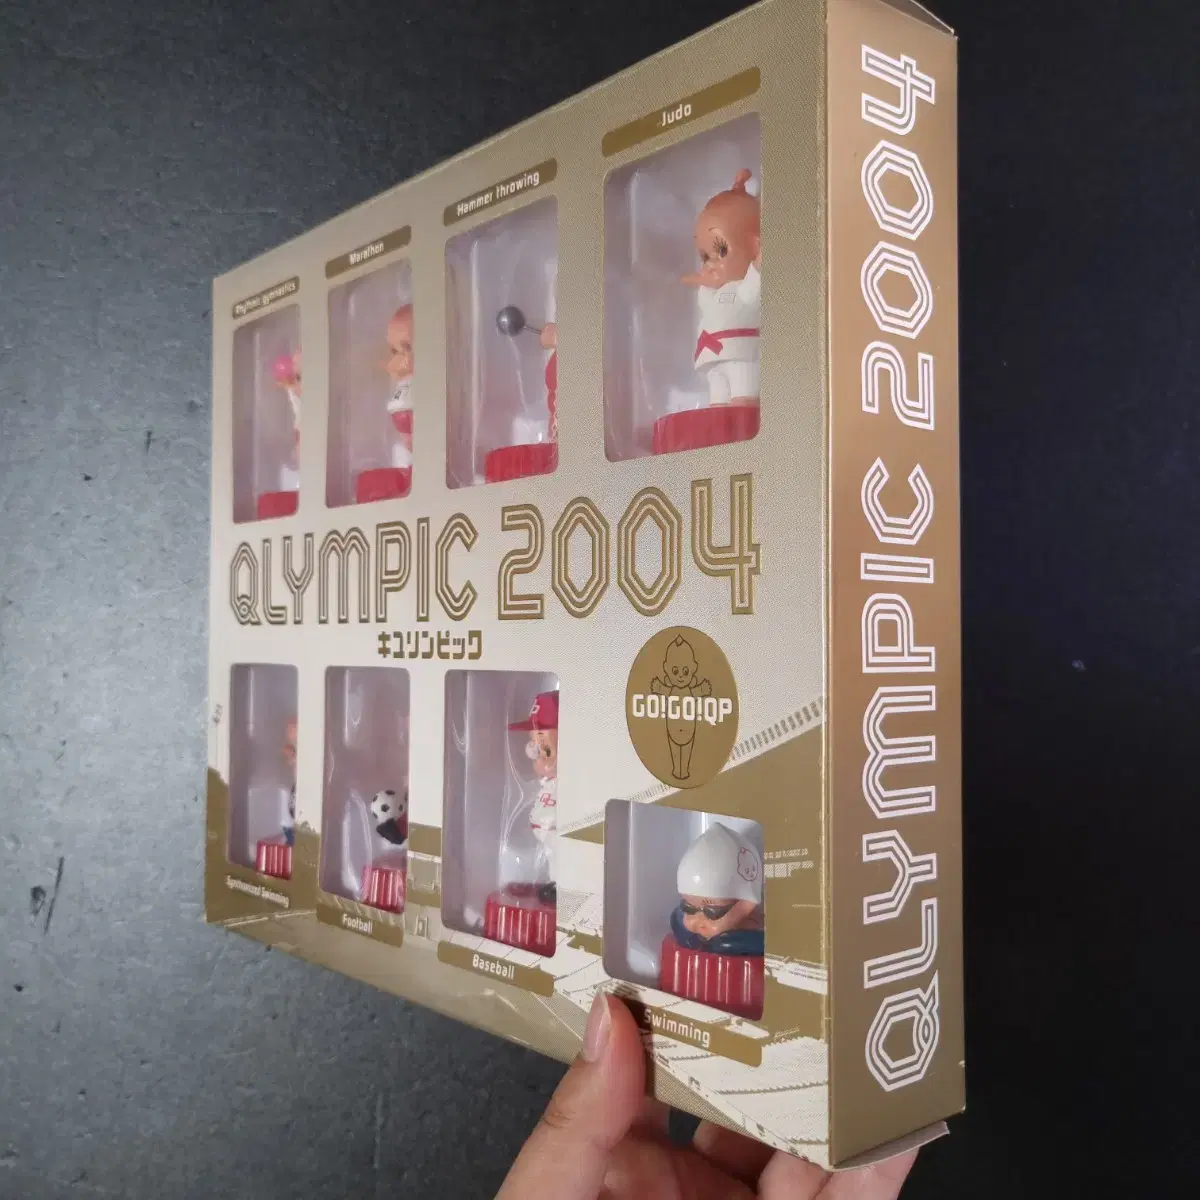 Rhythmic gymnastics
Marathon
Hammer throwing
Judo
QLYMPIC 2004
キユリンピック
GO!GO!QP
Synchronized Swimming
Football
Baseball
Swimming
QLYMPIC 2004